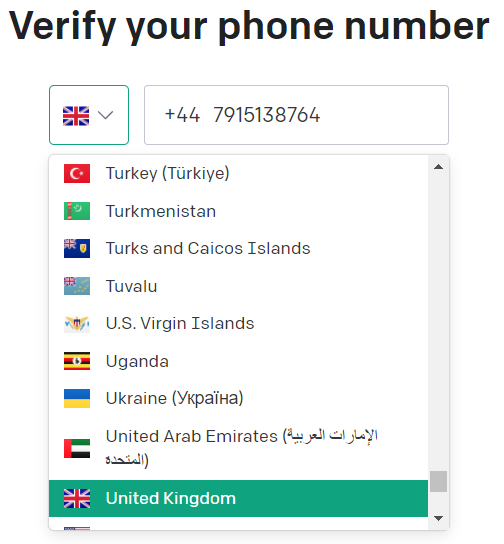 Verify your phone number
+44 7915138764
Turkey (Türkiye)
Turkmenistan
Turks and Caicos Islands
Tuvalu
U.S. Virgin Islands
Uganda
Ukraine (Україна)
United Arab Emirates (الإمارات العربية
المتحدة)
United Kingdom